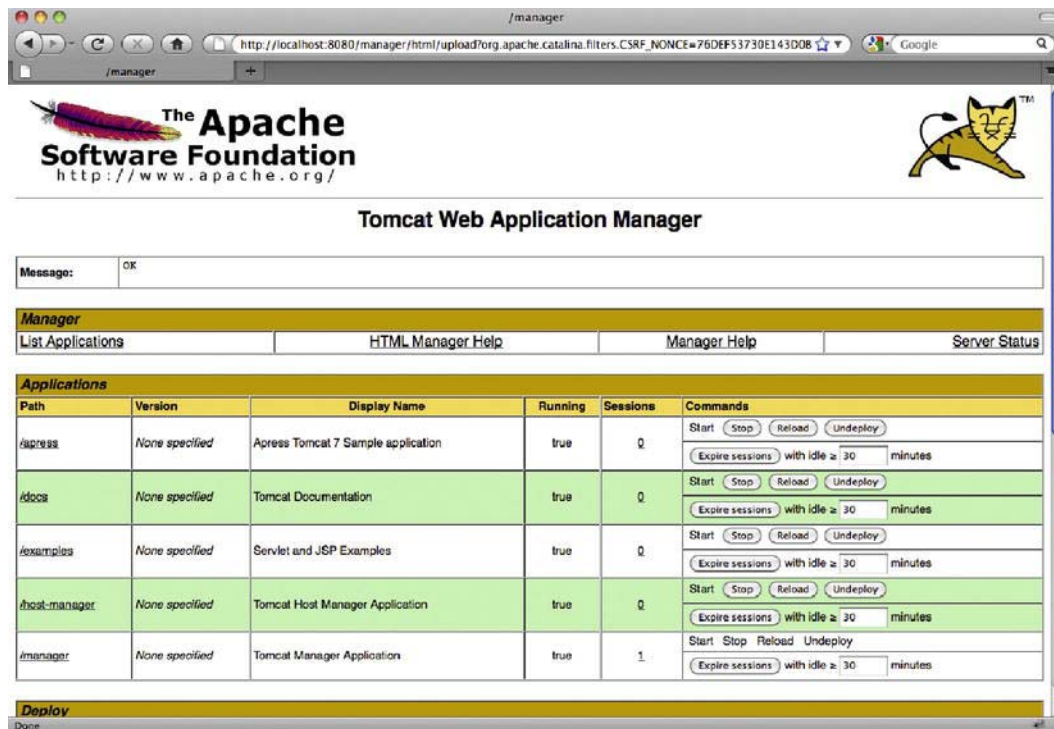 /manager
http://localhost:8080/manager/html/upload?org.apache.catalina.filters.CSRF_NONCE=76DEF53730E143D0B
Google
/manager
The Apache
Software Foundation
http://www.apache.org/
TM
Tomcat Web Application Manager
Message: OK
Manager
List Applications HTML Manager Help Manager Help Server Status
Applications
Path Version Display Name Running Sessions Commands
/apress None specified Apress Tomcat 7 Sample application true 0 Start Stop Reload Undeploy
Expire sessions with idle ≥ 30 minutes
/docs None specified Tomcat Documentation true 0 Start Stop Reload Undeploy
Expire sessions with idle ≥ 30 minutes
/examples None specified Servlet and JSP Examples true 0 Start Stop Reload Undeploy
Expire sessions with idle ≥ 30 minutes
/host-manager None specified Tomcat Host Manager Application true 0 Start Stop Reload Undeploy
Expire sessions with idle ≥ 30 minutes
/manager None specified Tomcat Manager Application true 1 Start Stop Reload Undeploy
Expire sessions with idle ≥ 30 minutes
Deploy
Done